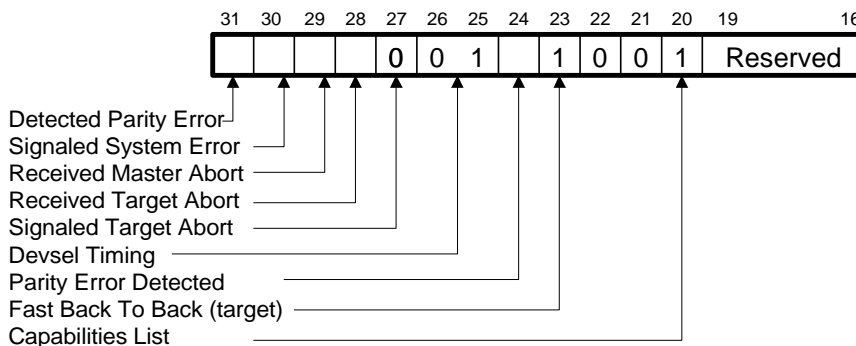 31 30 29 28 27 26 25 24 23 22 21 20 19 16
0 0 1 1 0 0 1 Reserved
Detected Parity Error
Signaled System Error
Received Master Abort
Received Target Abort
Signaled Target Abort
Devsel Timing
Parity Error Detected
Fast Back To Back (target)
Capabilities List